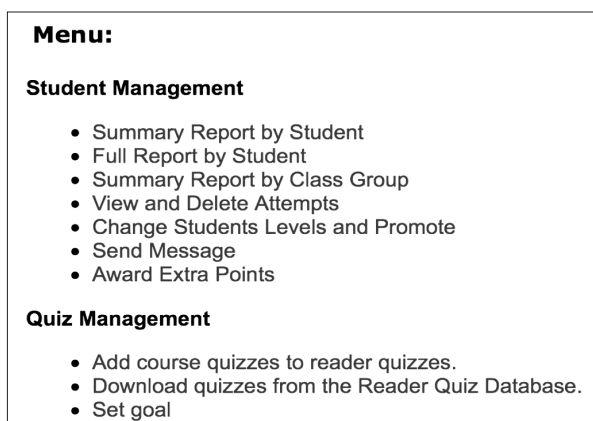 Menu:
Student Management
• Summary Report by Student
• Full Report by Student
• Summary Report by Class Group
• View and Delete Attempts
• Change Students Levels and Promote
• Send Message
• Award Extra Points
Quiz Management
• Add course quizzes to reader quizzes.
• Download quizzes from the Reader Quiz Database.
• Set goal